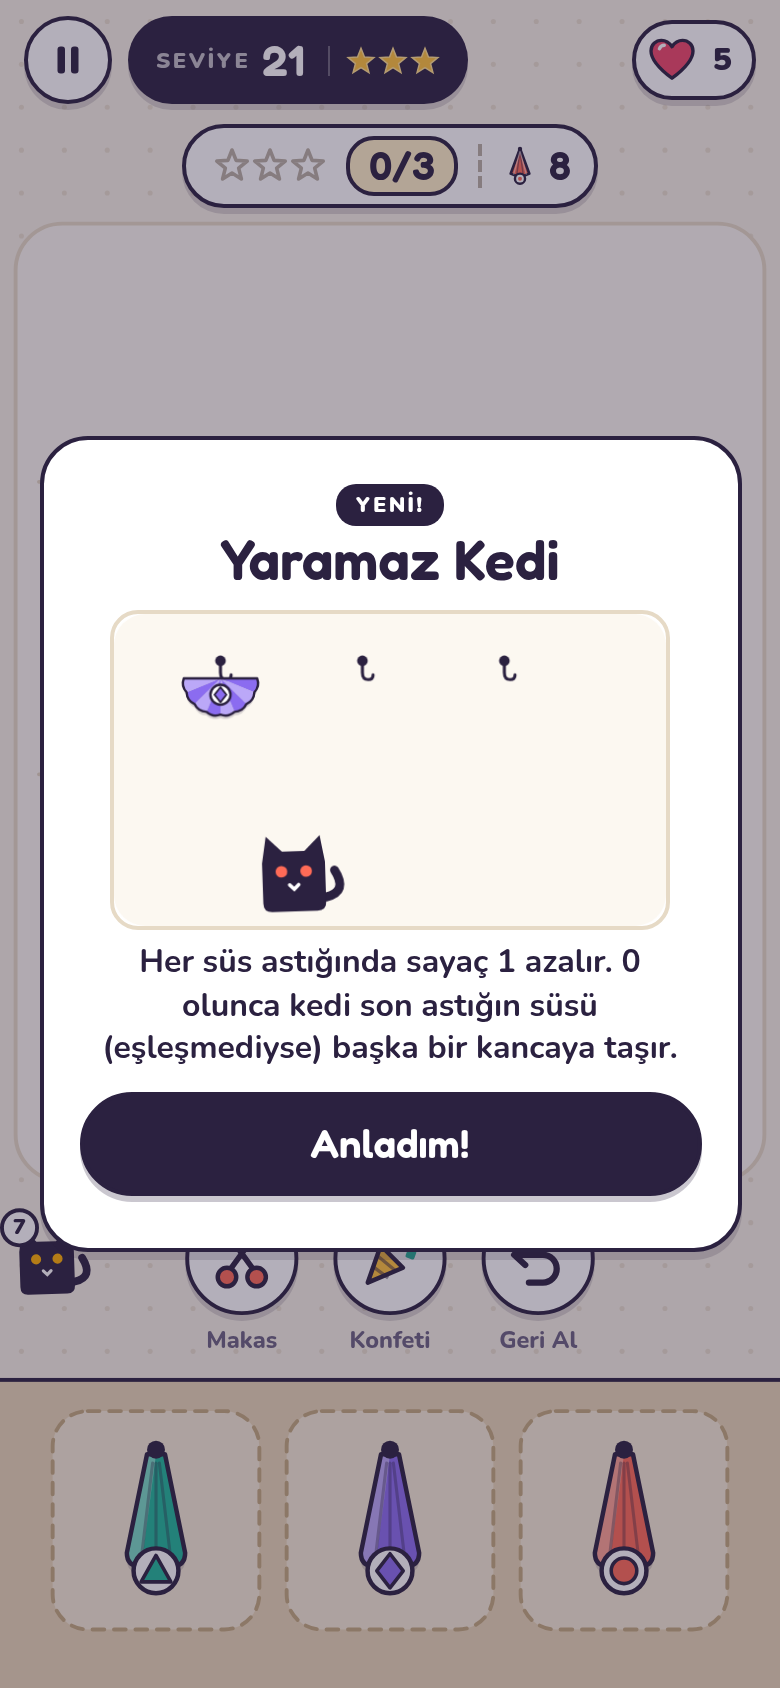 SEVİYE 21
5
0/3
8
YENİ!
Yaramaz Kedi
Her süs astığında sayaç 1 azalır. 0
olunca kedi son astığın süsü
(eşleşmediyse) başka bir kancaya taşır.
Anladım!
7
Makas
Konfeti
Geri Al